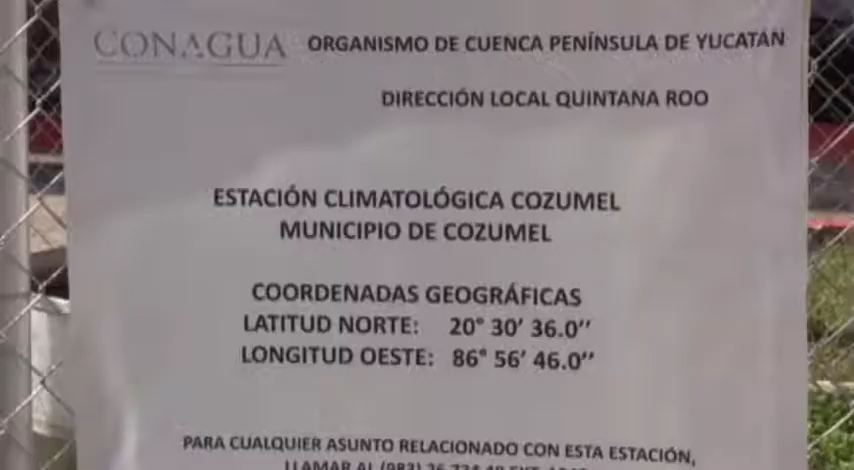 CONAGUA ORGANISMO DE CUENCA PENÍNSULA DE YUCATÁN
DIRECCIÓN LOCAL QUINTANA ROO
ESTACIÓN CLIMATOLÓGICA COZUMEL
MUNICIPIO DE COZUMEL
COORDENADAS GEOGRÁFICAS
LATITUD NORTE: 20° 30' 36.0''
LONGITUD OESTE: 86° 56' 46.0''
PARA CUALQUIER ASUNTO RELACIONADO CON ESTA ESTACIÓN,
LLAMAR AL